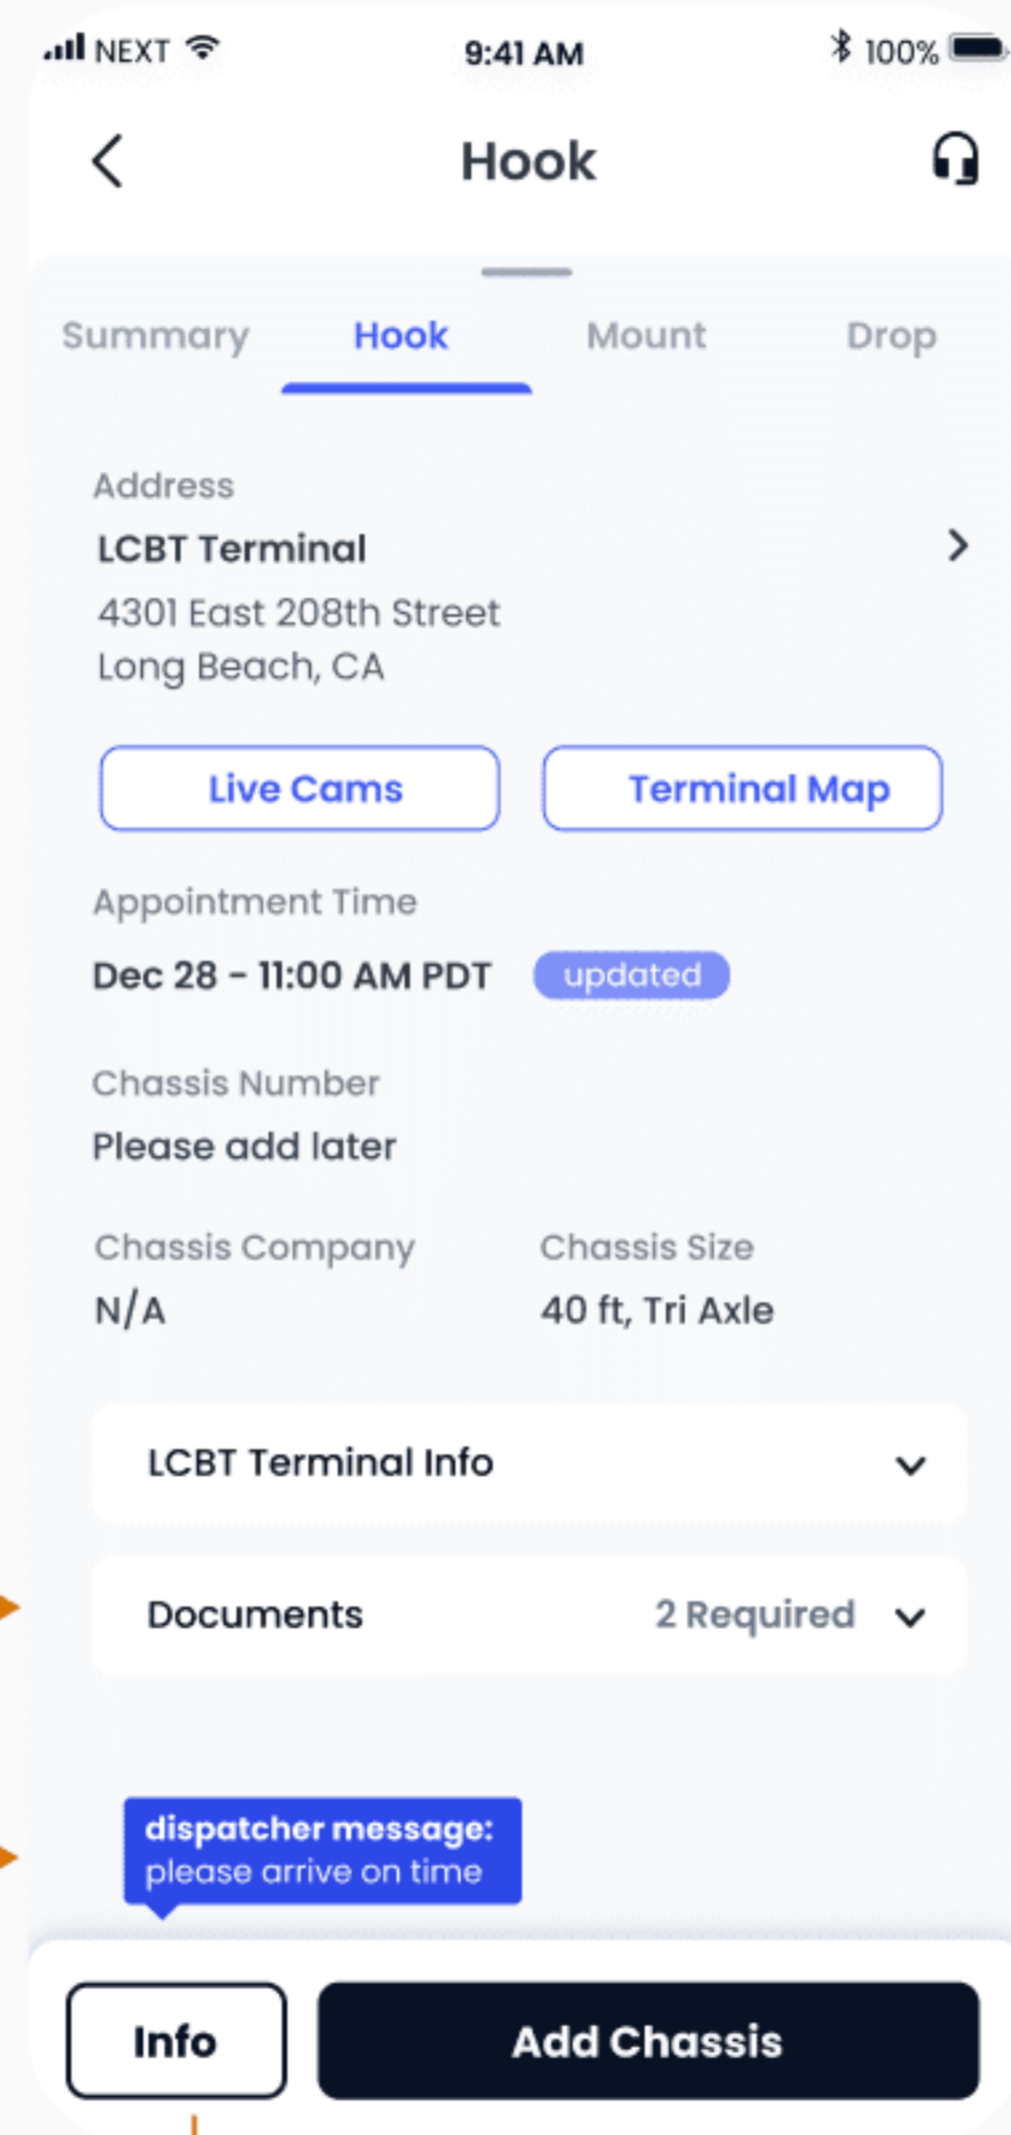 NEXT 9:41 AM 100%
Hook
Summary Hook Mount Drop
Address
LCBT Terminal
4301 East 208th Street
Long Beach, CA
Live Cams Terminal Map
Appointment Time
Dec 28 - 11:00 AM PDT updated
Chassis Number
Please add later
Chassis Company Chassis Size
N/A 40 ft, Tri Axle
LCBT Terminal Info
Documents 2 Required
dispatcher message:
please arrive on time
Info Add Chassis